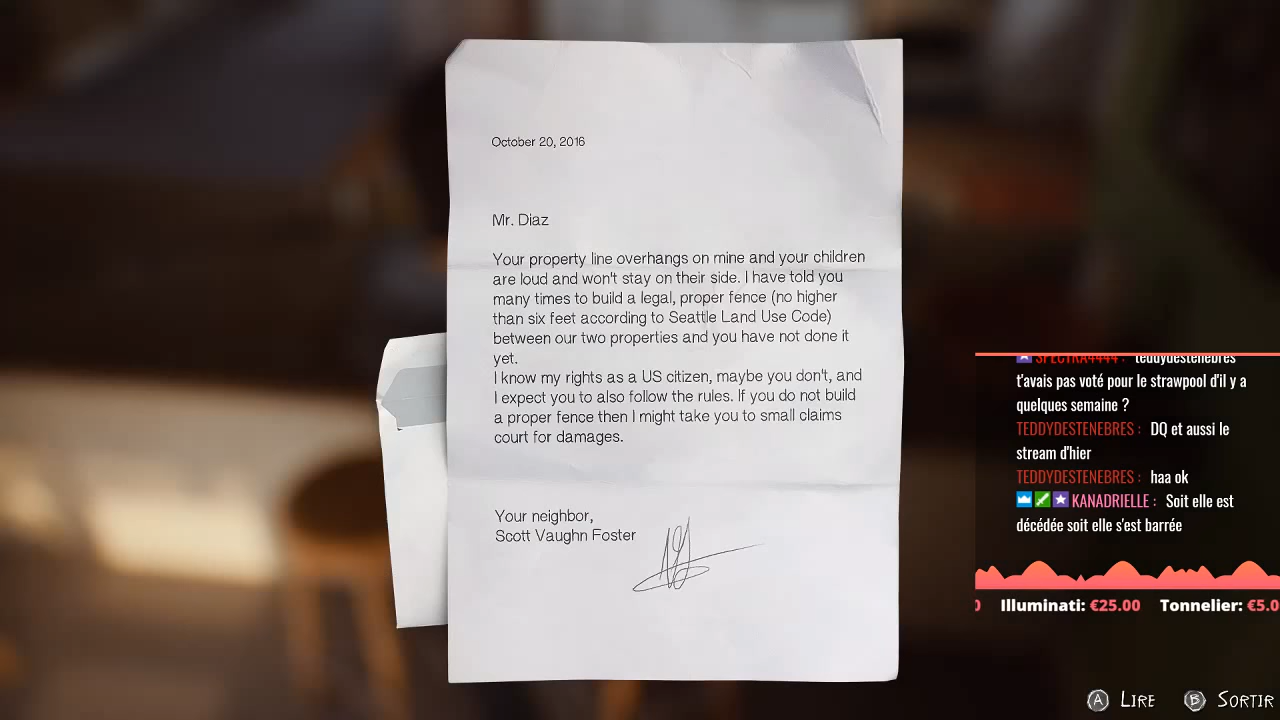 October 20, 2016
Mr. Diaz
Your property line overhangs on mine and your children
are loud and won't stay on their side. I have told you
many times to build a legal, proper fence (no higher
than six feet according to Seattle Land Use Code)
between our two properties and you have not done it
yet.
I know my rights as a US citizen, maybe you don't, and
I expect you to also follow the rules. If you do not build
a proper fence then I might take you to small claims
court for damages.
Your neighbor,
Scott Vaughn Foster
SPECTRA4444 : teddydestenebres
t'avais pas voté pour le strawpool d'il y a
quelques semaine ?
TEDDYDESTENEBRES : DQ et aussi le
stream d'hier
TEDDYDESTENEBRES : haa ok
KANADRIELLE : Soit elle est
décédée soit elle s'est barrée
0 Illuminati: €25.00 Tonnelier: €5.0
A LIRE B SORTIR